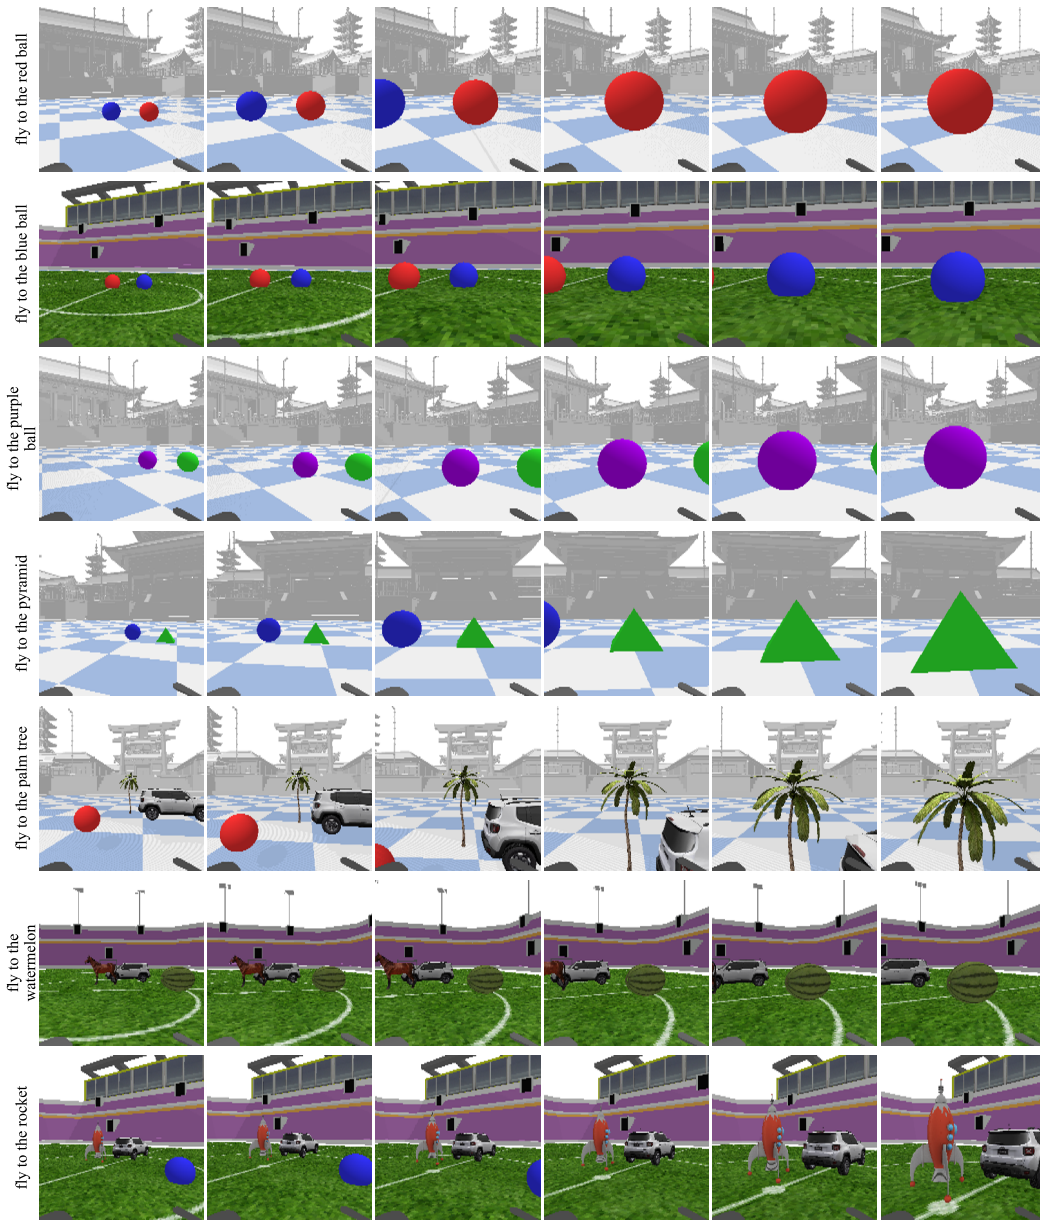 fly to the red ball
fly to the blue ball
fly to the purple
ball
fly to the pyramid
fly to the palm tree
fly to the
watermelon
fly to the rocket